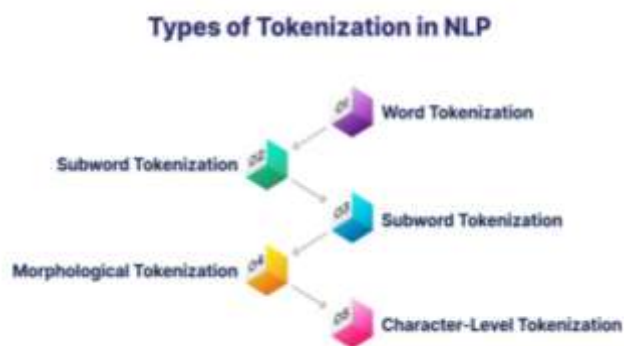 Types of Tokenization in NLP
01
Word Tokenization
Subword Tokenization
02
03
Subword Tokenization
Morphological Tokenization
04
05
Character-Level Tokenization